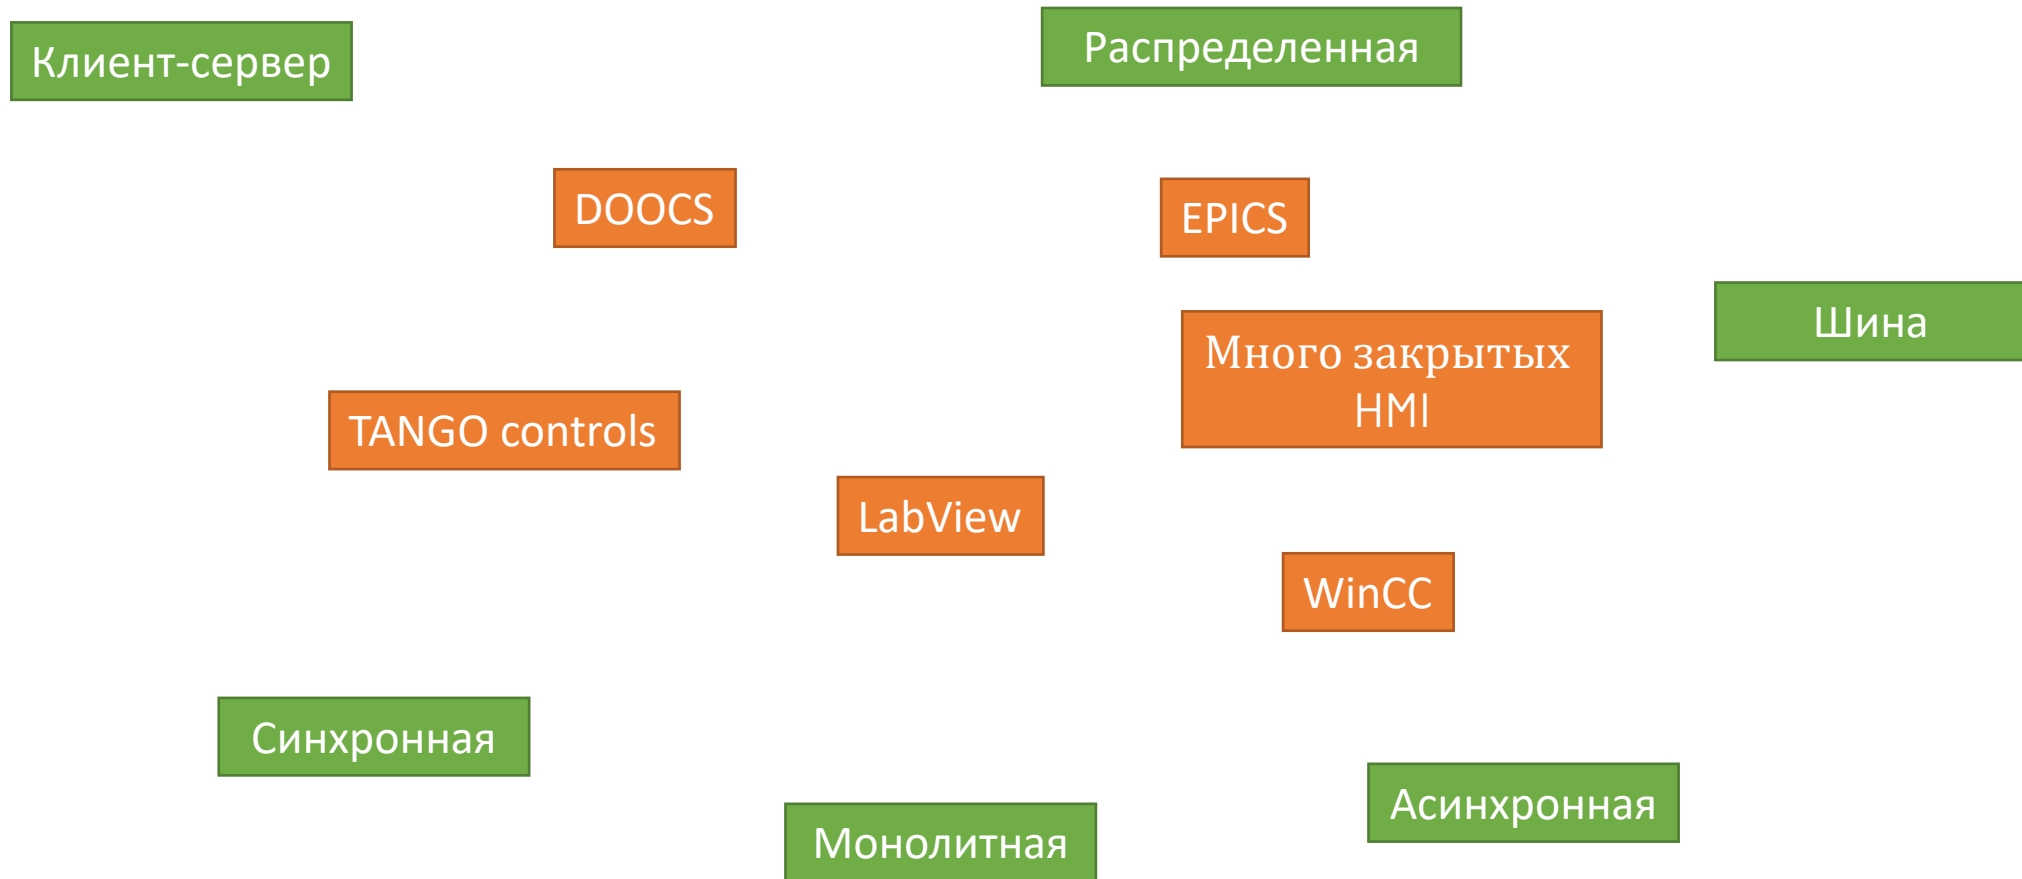 Клиент-сервер
Распределенная
DOOCS
EPICS
Шина
Много закрытых
HMI
TANGO controls
LabView
WinCC
Синхронная
Асинхронная
Монолитная